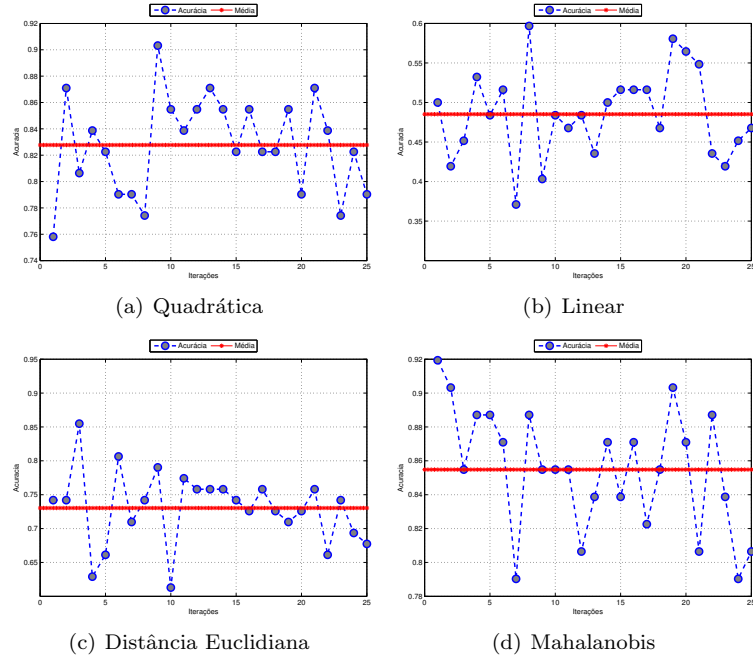 Acurácia Média
0.92
0.9
0.88
0.86
0.84
0.82
0.8
0.78
0.76
0.74
Acuracia
0 5 10 15 20 25
Iterações
(a) Quadrática
Acurácia Média
0.6
0.55
0.5
0.45
0.4
0.35
Acuracia
0 5 10 15 20 25
Iterações
(b) Linear
Acurácia Média
0.95
0.9
0.85
0.8
0.75
0.7
0.65
Acuracia
0 5 10 15 20 25
Iterações
(c) Distância Euclidiana
Acurácia Média
0.92
0.9
0.88
0.86
0.84
0.82
0.8
0.78
Acuracia
0 5 10 15 20 25
Iterações
(d) Mahalanobis